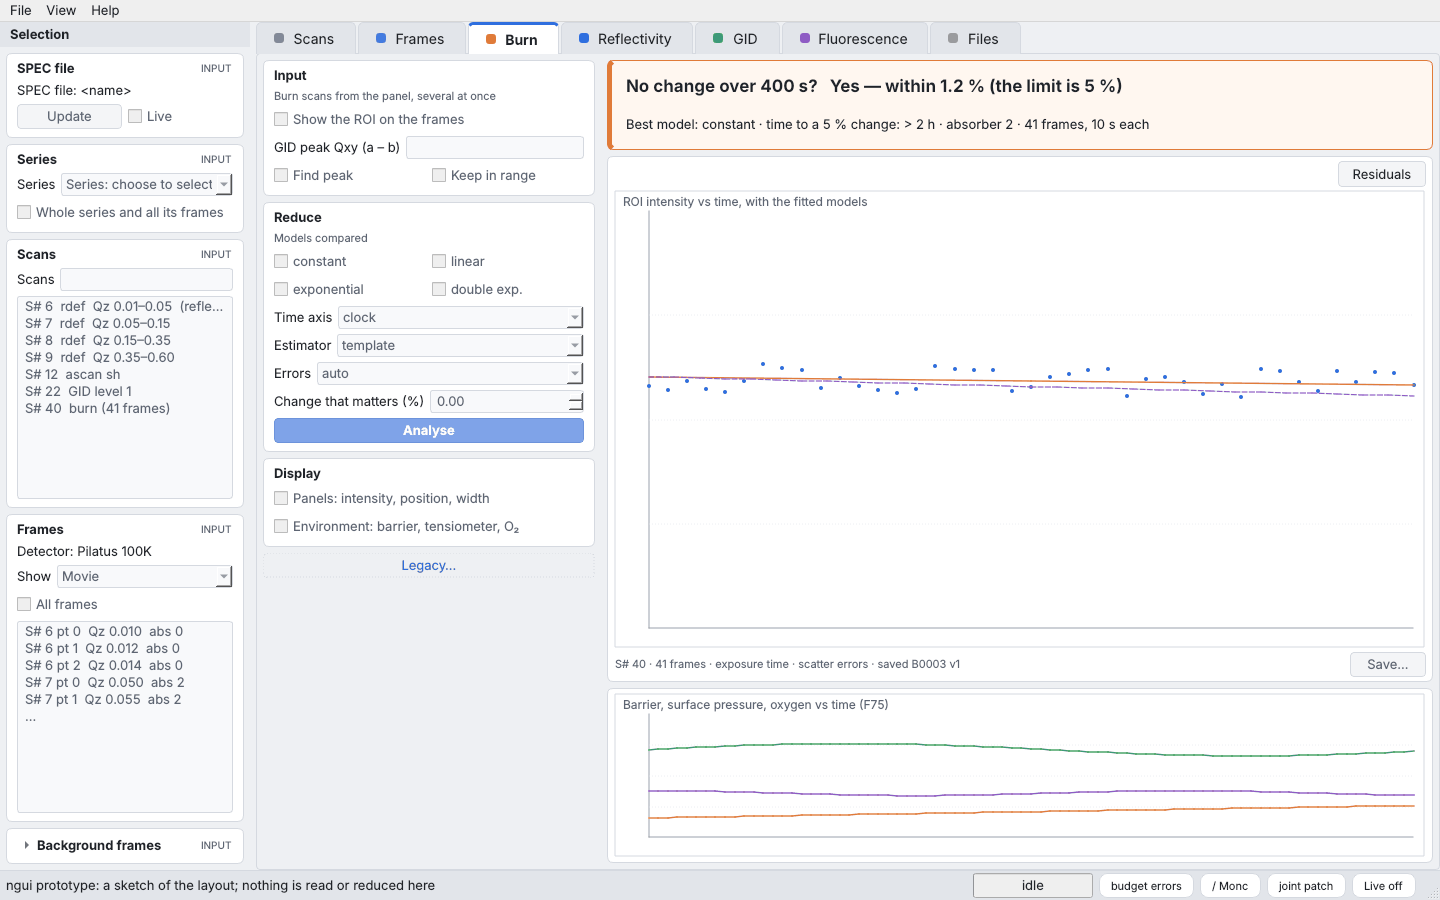 File View Help
Selection
Scans Frames Burn Reflectivity GID Fluorescence Files
SPEC file INPUT
SPEC file: <name>
Update Live
Series INPUT
Series Series: choose to select
Whole series and all its frames
Scans INPUT
Scans
S# 6 rdef Qz 0.01–0.05 (refle...
S# 7 rdef Qz 0.05–0.15
S# 8 rdef Qz 0.15–0.35
S# 9 rdef Qz 0.35–0.60
S# 12 ascan sh
S# 22 GID level 1
S# 40 burn (41 frames)
Frames INPUT
Detector: Pilatus 100K
Show Movie
All frames
S# 6 pt 0 Qz 0.010 abs 0
S# 6 pt 1 Qz 0.012 abs 0
S# 6 pt 2 Qz 0.014 abs 0
S# 7 pt 0 Qz 0.050 abs 2
S# 7 pt 1 Qz 0.055 abs 2
...
Background frames INPUT
Input
Burn scans from the panel, several at once
Show the ROI on the frames
GID peak Qxy (a – b)
Find peak Keep in range
Reduce
Models compared
constant linear
exponential double exp.
Time axis clock
Estimator template
Errors auto
Change that matters (%) 0.00
Analyse
Display
Panels: intensity, position, width
Environment: barrier, tensiometer, O₂
Legacy...
No change over 400 s? Yes — within 1.2 % (the limit is 5 %)
Best model: constant · time to a 5 % change: > 2 h · absorber 2 · 41 frames, 10 s each
Residuals
ROI intensity vs time, with the fitted models
S# 40 · 41 frames · exposure time · scatter errors · saved B0003 v1
Save...
Barrier, surface pressure, oxygen vs time (F75)
ngui prototype: a sketch of the layout; nothing is read or reduced here
idle budget errors / Monc joint patch Live off